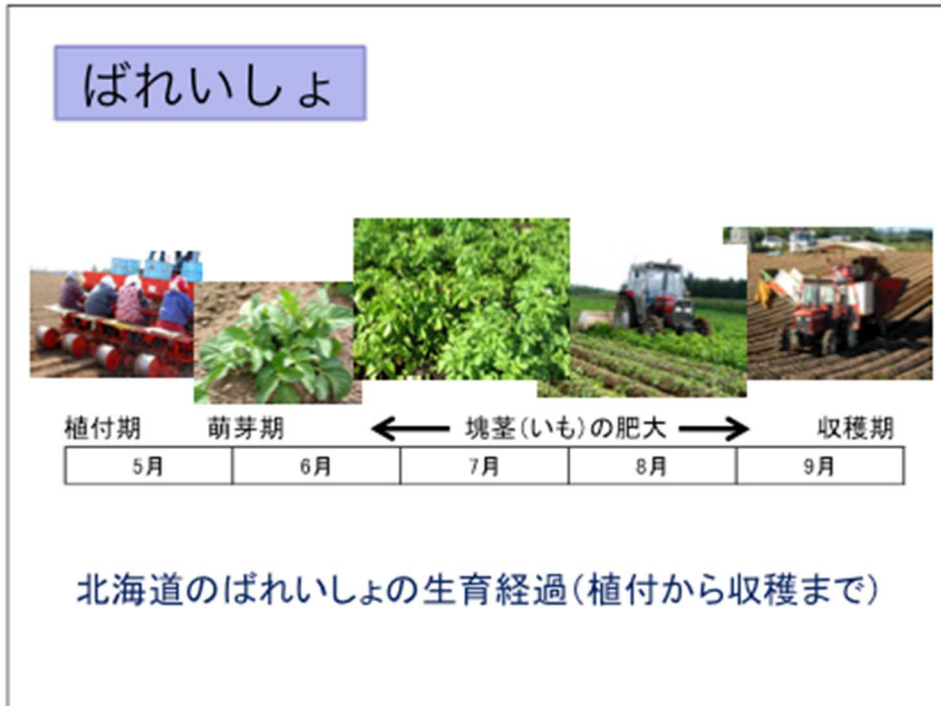 ばれいしょ
植付期 萌芽期 塊茎(いも)の肥大 収穫期
5月 6月 7月 8月 9月
北海道のばれいしょの生育経過(植付から収穫まで)